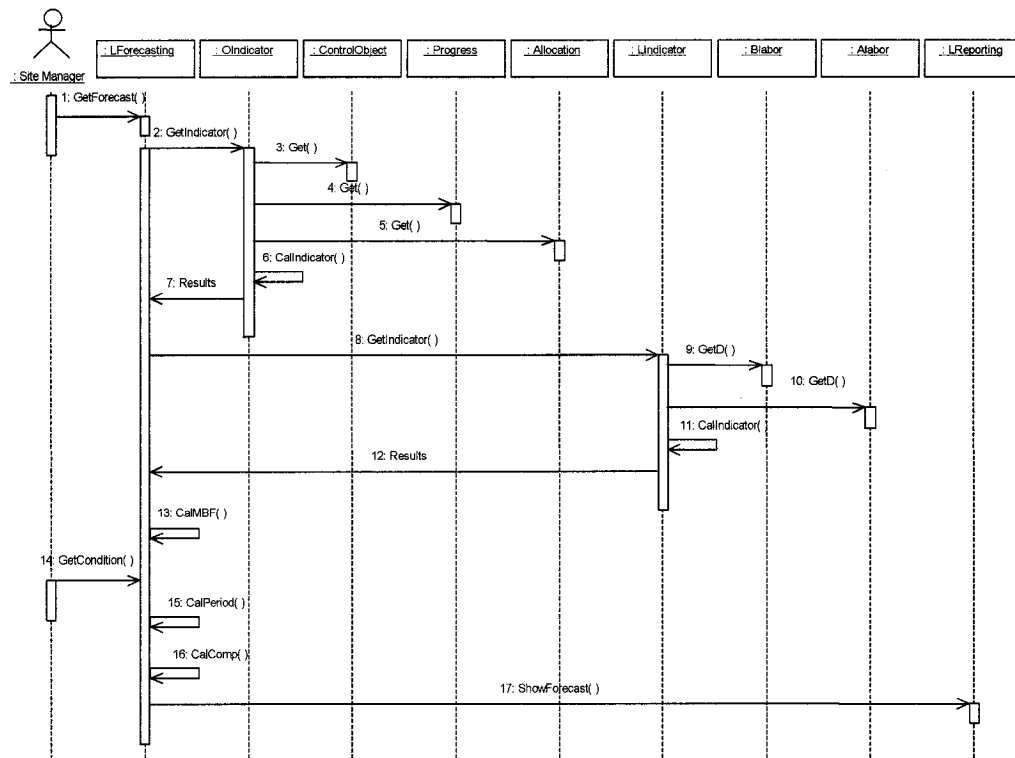 : Site Manager
: LForecasting
: OIndicator
: ControlObject
: Progress
: Allocation
: LIndicator
: Blabor
: Alabor
: LReporting
1: GetForecast( )
2: GetIndicator( )
3: Get( )
4: Get( )
5: Get( )
6: CalIndicator( )
7: Results
8: GetIndicator( )
9: GetD( )
10: GetD( )
11: CalIndicator(
12: Results
13: CalMBF( )
14: GetCondition( )
15: CalPeriod( )
16: CalComp( )
17: ShowForecast( )